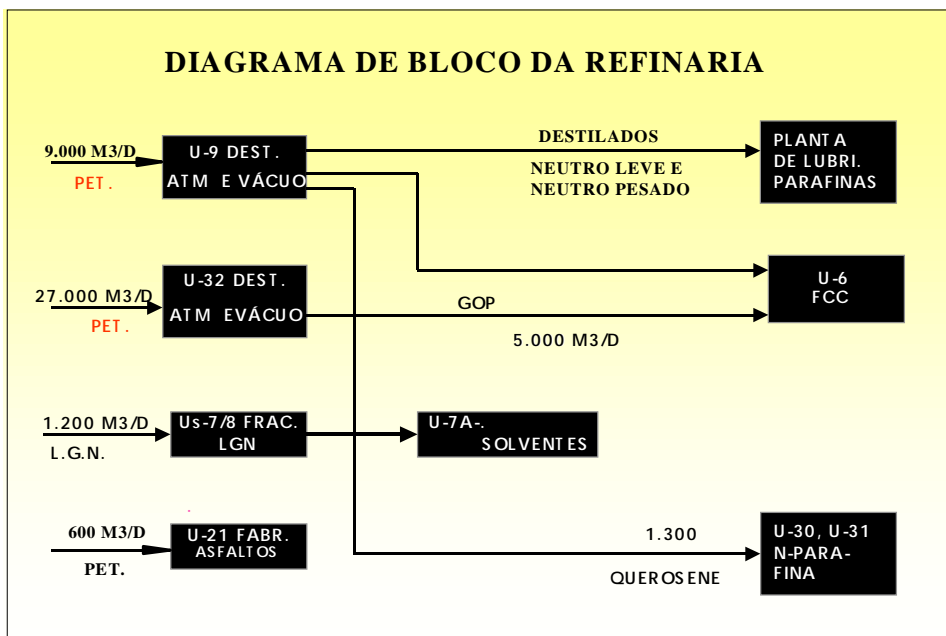 DIAGRAMA DE BLOCO DA REFINARIA
9.000 M3/D
PET.
U-9 DEST.
ATM E VÁCUO
DESTILADOS
NEUTRO LEVE E
NEUTRO PESADO
PLANTA
DE LUBRI.
PARAFINAS
27.000 M3/D
PET.
U-32 DEST.
ATM EVÁCUO
GOP
5.000 M3/D
U-6
FCC
1.200 M3/D
L.G.N.
Us-7/8 FRAC.
LGN
U-7A-.
SOLVENTES
600 M3/D
PET.
U-21 FABR.
ASFALTOS
1.300
QUEROSENE
U-30, U-31
N-PARA-
FINA